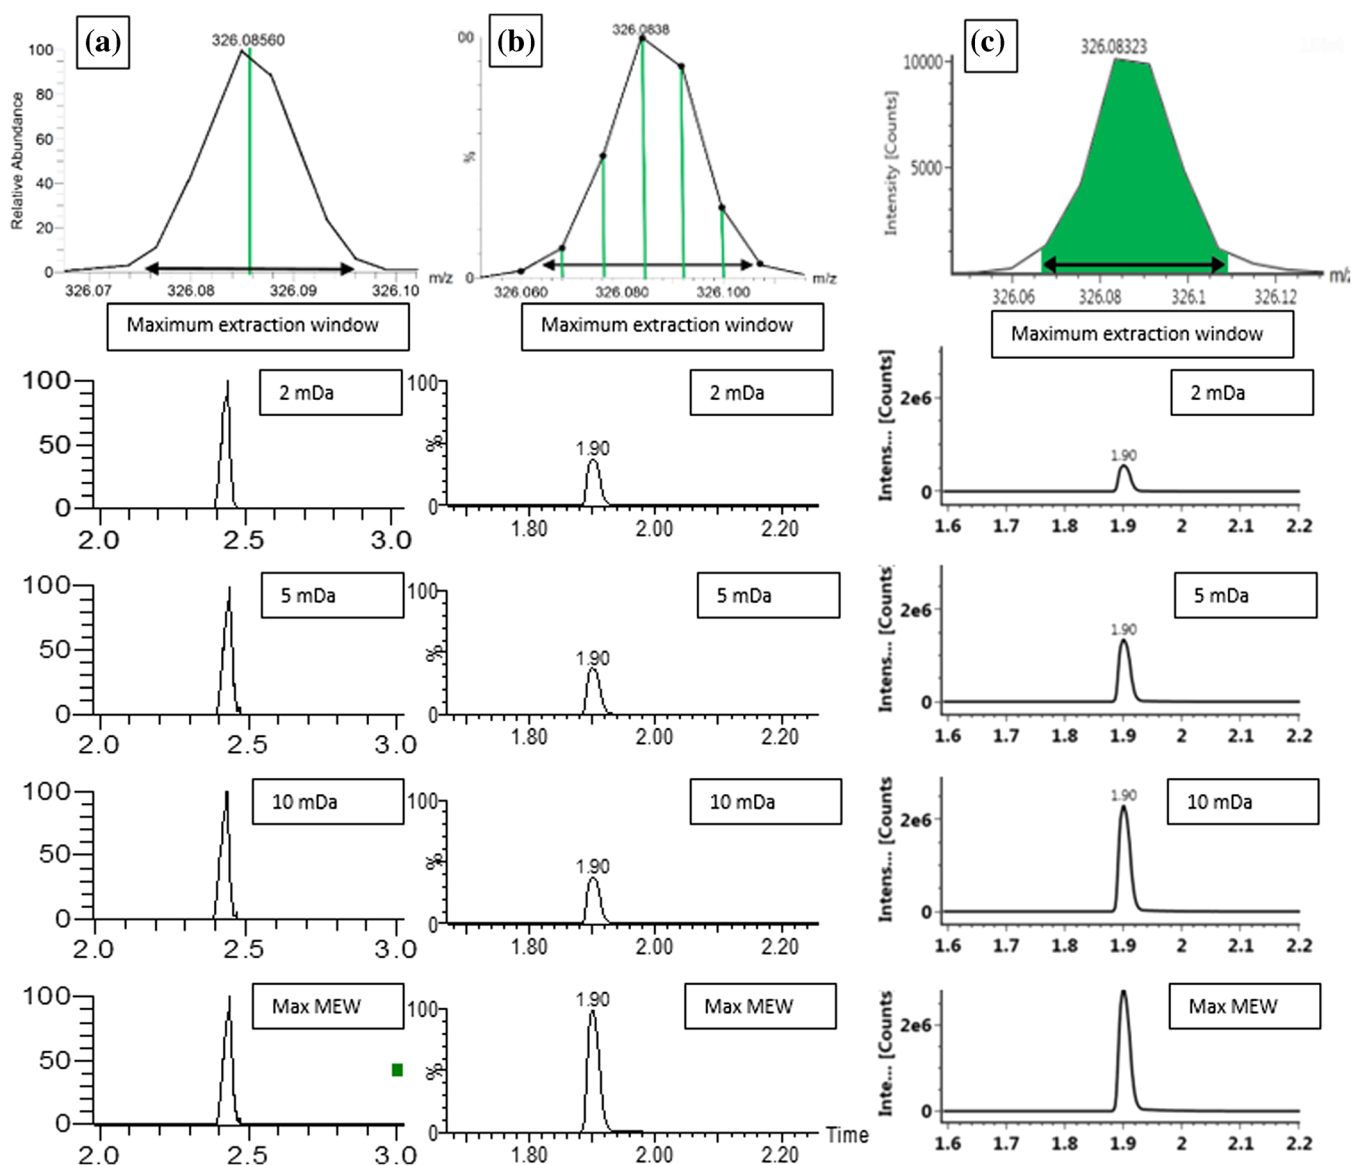 (a)
326.08560
100
80
60
40
20
0
Relative Abundance
326.07 326.08 326.09 326.10 m/z
Maximum extraction window
(b)
326.0838
00
%
0
326.060 326.080 326.100 m/z
Maximum extraction window
(c)
326.08323
10000
5000
Intensity [Counts]
326.06 326.08 326.1 326.12 m/
Maximum extraction window
2 mDa
100
50
0
2.0 2.5 3.0
2 mDa
100
%
0
1.90
1.80 2.00 2.20
2 mDa
Intens... [Counts]
2e6
0
1.90
1.6 1.7 1.8 1.9 2 2.1 2.2
5 mDa
100
50
0
2.0 2.5 3.0
5 mDa
100
%
0
1.90
1.80 2.00 2.20
5 mDa
Intens... [Counts]
2e6
0
1.90
1.6 1.7 1.8 1.9 2 2.1 2.2
10 mDa
100
50
0
2.0 2.5 3.0
10 mDa
100
%
0
1.90
1.80 2.00 2.20
10 mDa
Intens... [Counts
2e6
0
1.90
1.6 1.7 1.8 1.9 2 2.1 2.2
Max MEW
100
50
0
2.0 2.5 3.0
Max MEW
100
%
0
1.90
1.80 2.00 2.20
Time
Max MEW
Inte... [Counts]
2e6
0
1.6 1.7 1.8 1.9 2 2.1 2.2